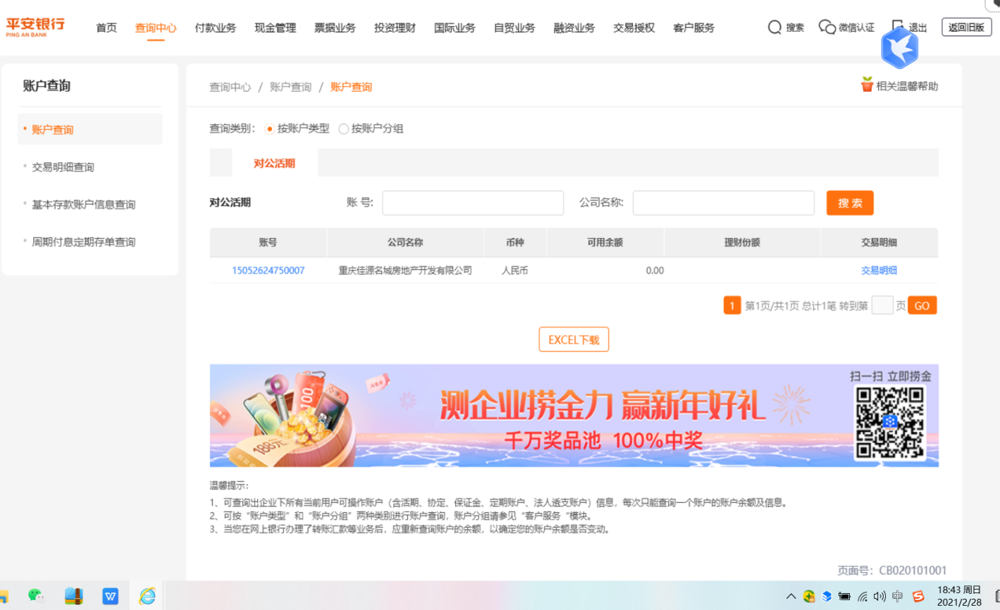 平安银行
PING AN BANK
首页 查询中心 付款业务 现金管理 票据业务 投资理财 国际业务 自贸业务 融资业务 交易授权 客户服务 搜索 微信认证 退出 返回旧版
账户查询
• 账户查询
• 交易明细查询
• 基本存款账户信息查询
• 周期付息定期存单查询
查询中心 / 账户查询 / 账户查询 相关温馨帮助
查询类别: 按账户类型 按账户分组
对公活期
对公活期 账 号: 公司名称: 搜 索
账号 公司名称 币种 可用余额 理财份额 交易明细
15052624750007 重庆佳源名城房地产开发有限公司 人民币 0.00 交易明细
1 第1页/共1页 总计1笔 转到第 页 GO
EXCEL下载
扫一扫 立即捞金
测企业捞金力 赢新年好礼
千万奖品池 100%中奖
100
188元
温馨提示:
1、可查询出企业下所有当前用户可操作账户（含活期、协定、保证金、定期账户、法人透支账户）信息，每次只能查询一个账户的账户余额及信息。
2、可按“账户类型”和“账户分组”两种类别进行账户查询，账户分组请参见“客户服务“模块。
3、当您在网上银行办理了转账汇款等业务后，应重新查询账户的余额，以确定您的账户余额是否变动。
页面号: CB020101001
中
18:43 周日
2021/2/28